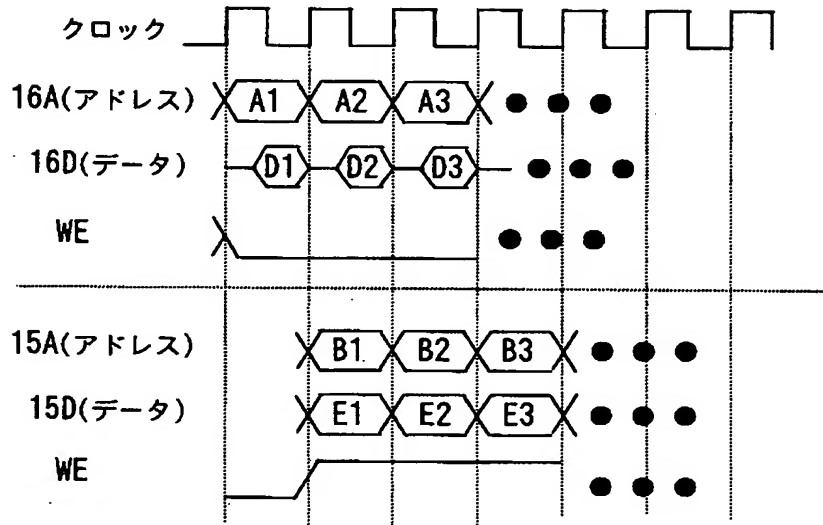 クロック
16A(アドレス) A1 A2 A3
16D(データ) D1 D2 D3
WE
15A(アドレス) B1 B2 B3
15D(データ) E1 E2 E3
WE